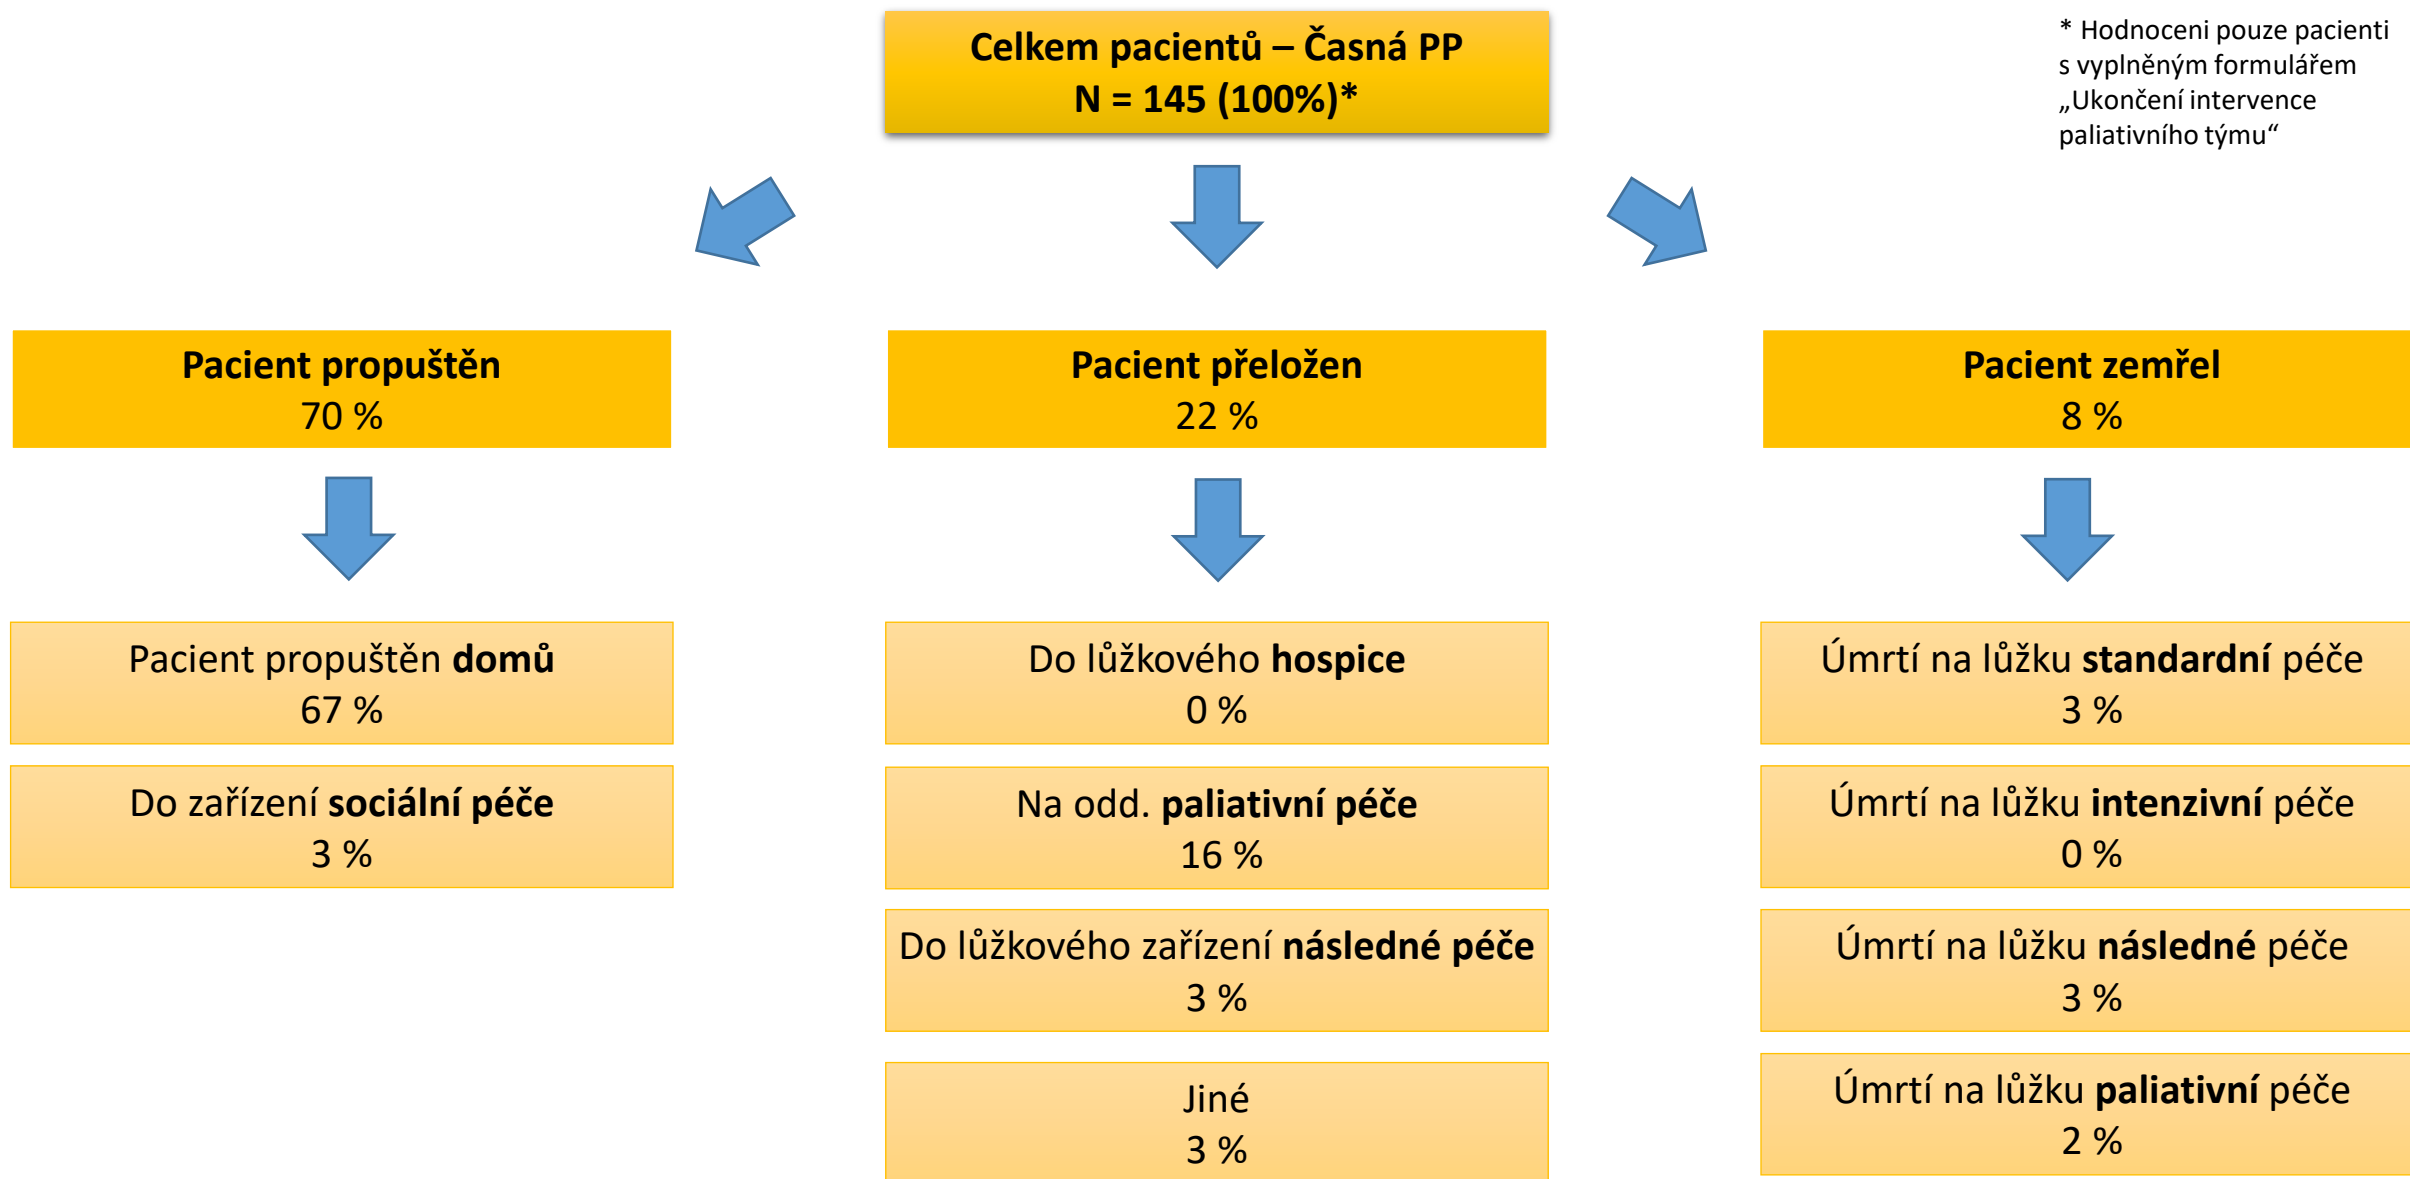 Celkem pacientů – Časná PP
N = 145 (100%)*
* Hodnoceni pouze pacienti
s vyplněným formulářem
„Ukončení intervence
paliativního týmu“
Pacient propuštěn
70 %
Pacient přeložen
22 %
Pacient zemřel
8 %
Pacient propuštěn domů
67 %
Do zařízení sociální péče
3 %
Do lůžkového hospice
0 %
Na odd. paliativní péče
16 %
Do lůžkového zařízení následné péče
3 %
Jiné
3 %
Úmrtí na lůžku standardní péče
3 %
Úmrtí na lůžku intenzivní péče
0 %
Úmrtí na lůžku následné péče
3 %
Úmrtí na lůžku paliativní péče
2 %